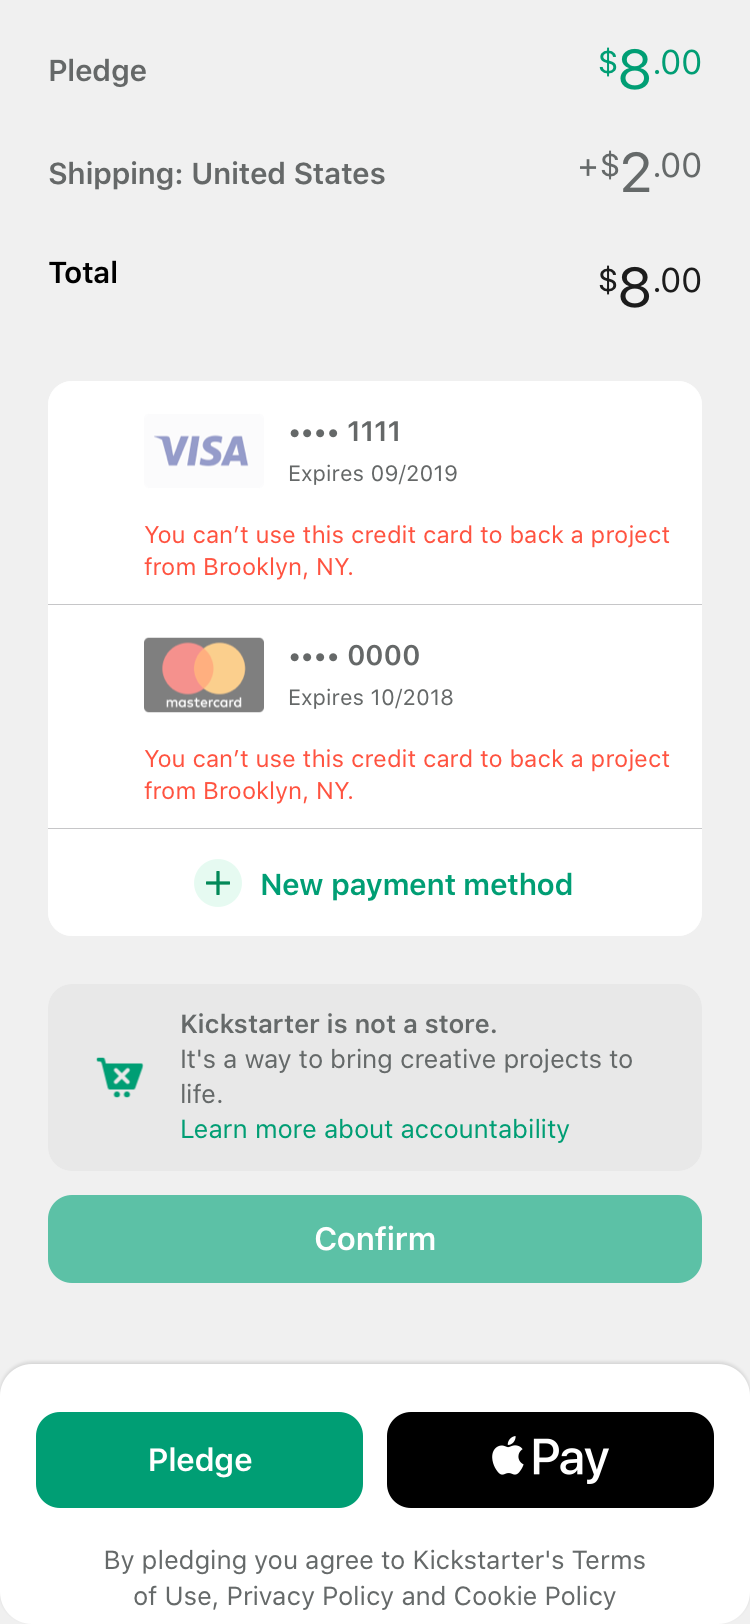 Pledge $8.00
Shipping: United States +$2.00
Total $8.00
VISA •••• 1111
Expires 09/2019
You can’t use this credit card to back a project
from Brooklyn, NY.
•••• 0000
mastercard Expires 10/2018
You can’t use this credit card to back a project
from Brooklyn, NY.
+ New payment method
Kickstarter is not a store.
It's a way to bring creative projects to
life.
Learn more about accountability
Confirm
Pledge Pay
By pledging you agree to Kickstarter's Terms
of Use, Privacy Policy and Cookie Policy